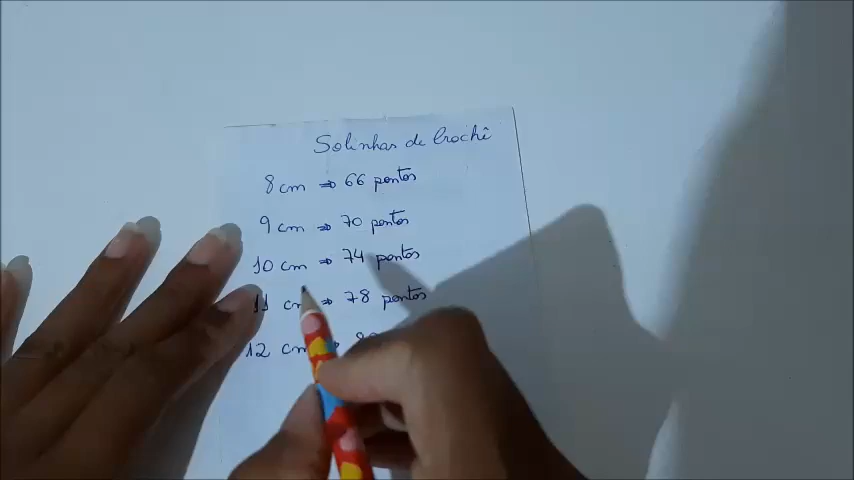 Solinhas de Crochê
8 cm ⇒ 66 pontos
9 cm ⇒ 70 pontos
10 cm ⇒ 74 pontos
11 cm ⇒ 78 pontos
12 cm